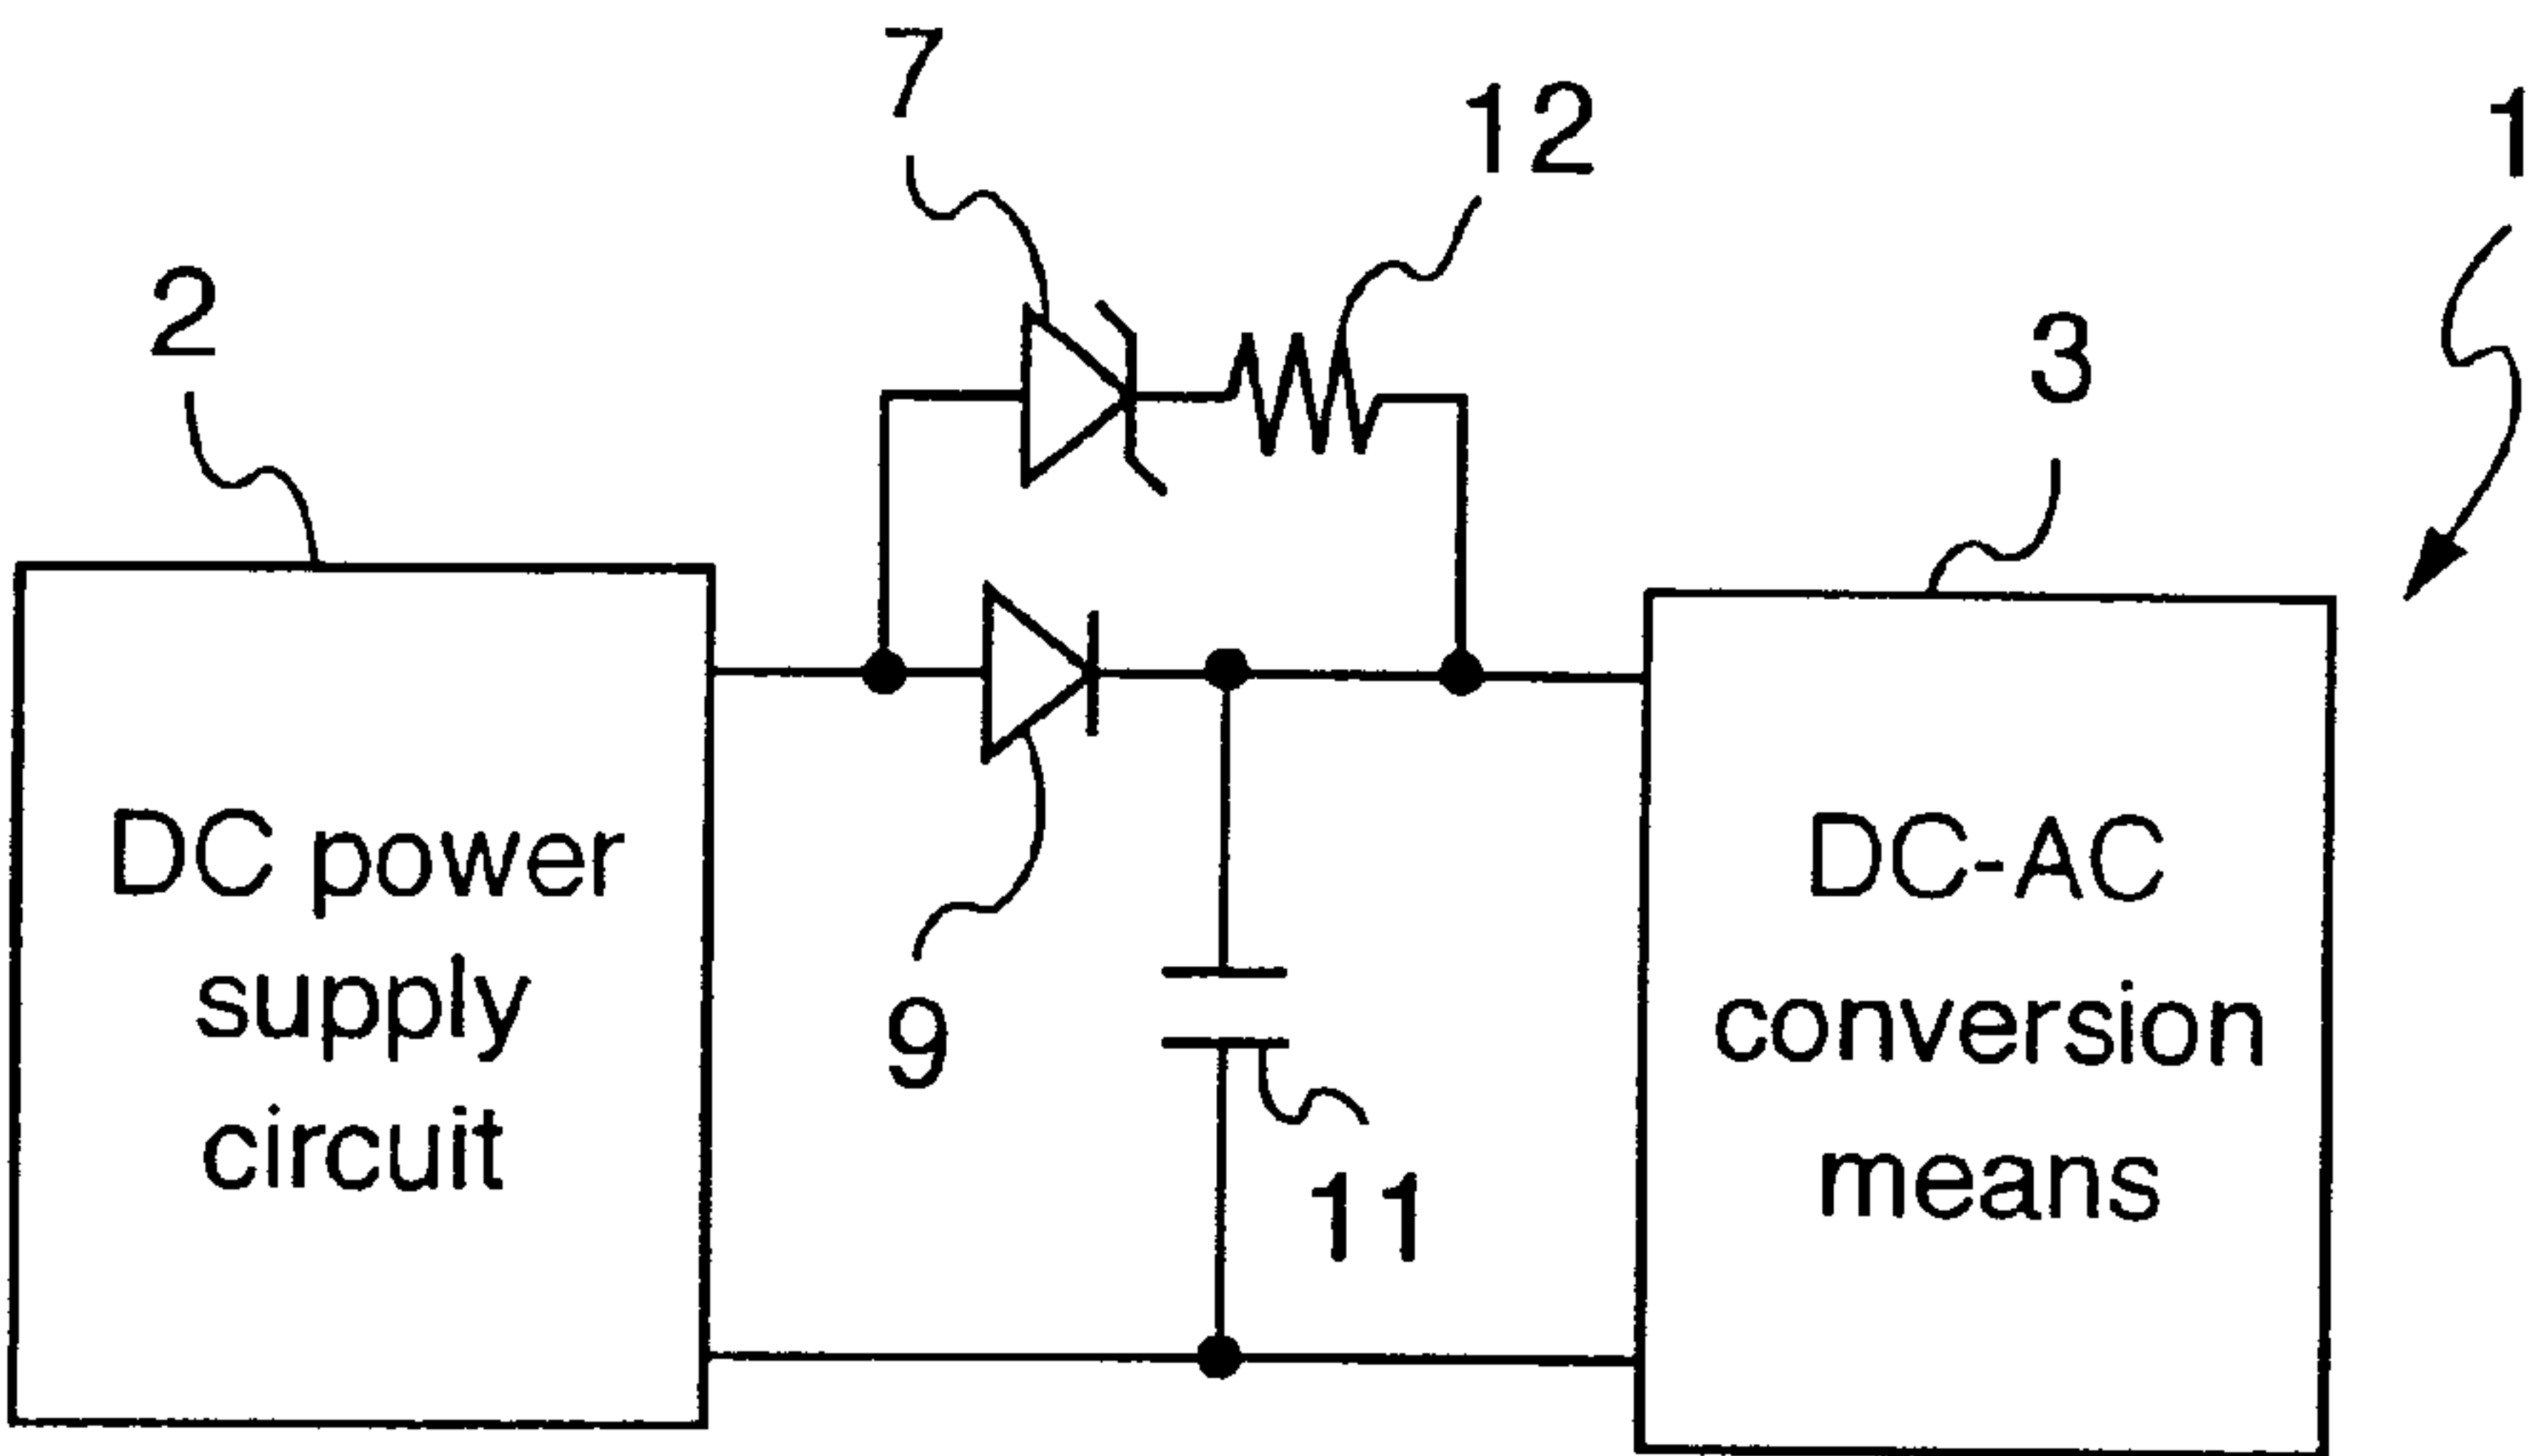 7
12
1
2
3
DC power
supply
circuit
9
11
DC-AC
conversion
means